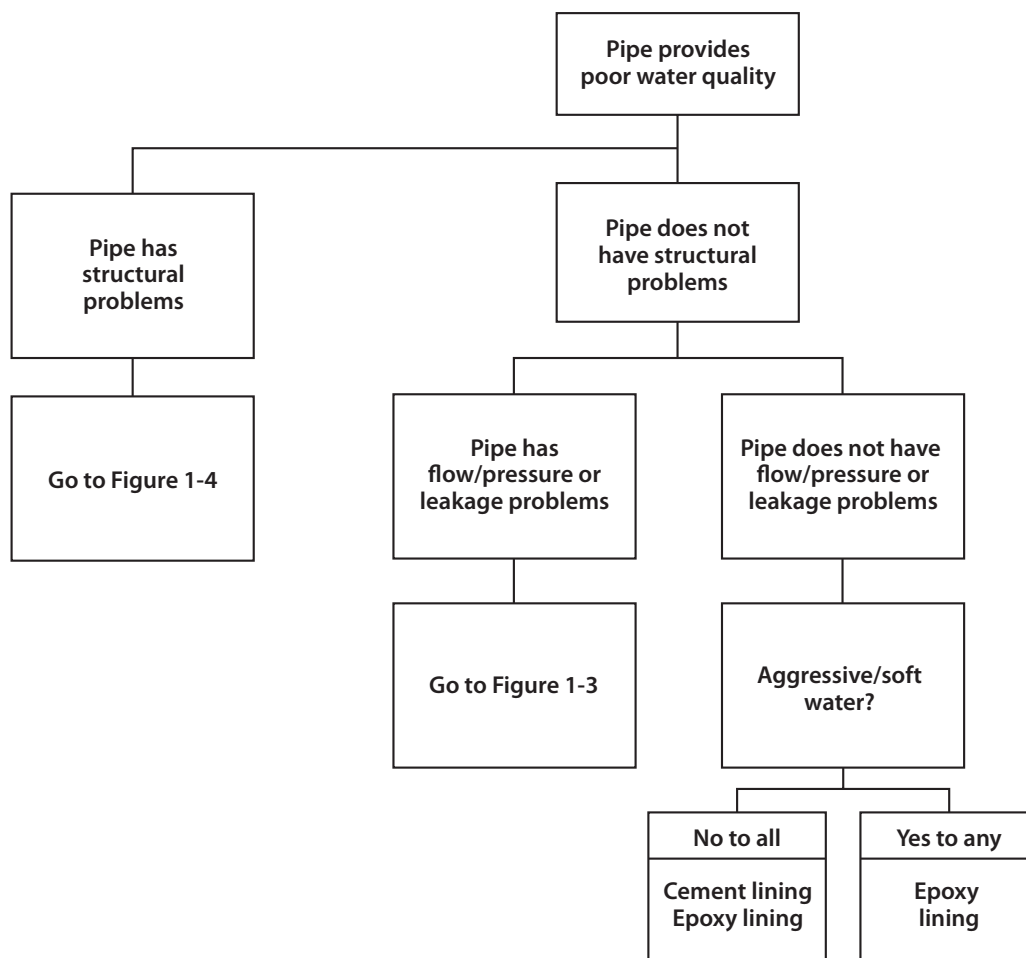 Pipe provides
poor water quality
Pipe has
structural
problems
Pipe does not
have structural
problems
Go to Figure 1-4
Pipe has
flow/pressure or
leakage problems
Pipe does not have
flow/pressure or
leakage problems
Go to Figure 1-3
Aggressive/soft
water?
No to all
Cement lining
Epoxy lining
Yes to any
Epoxy
lining